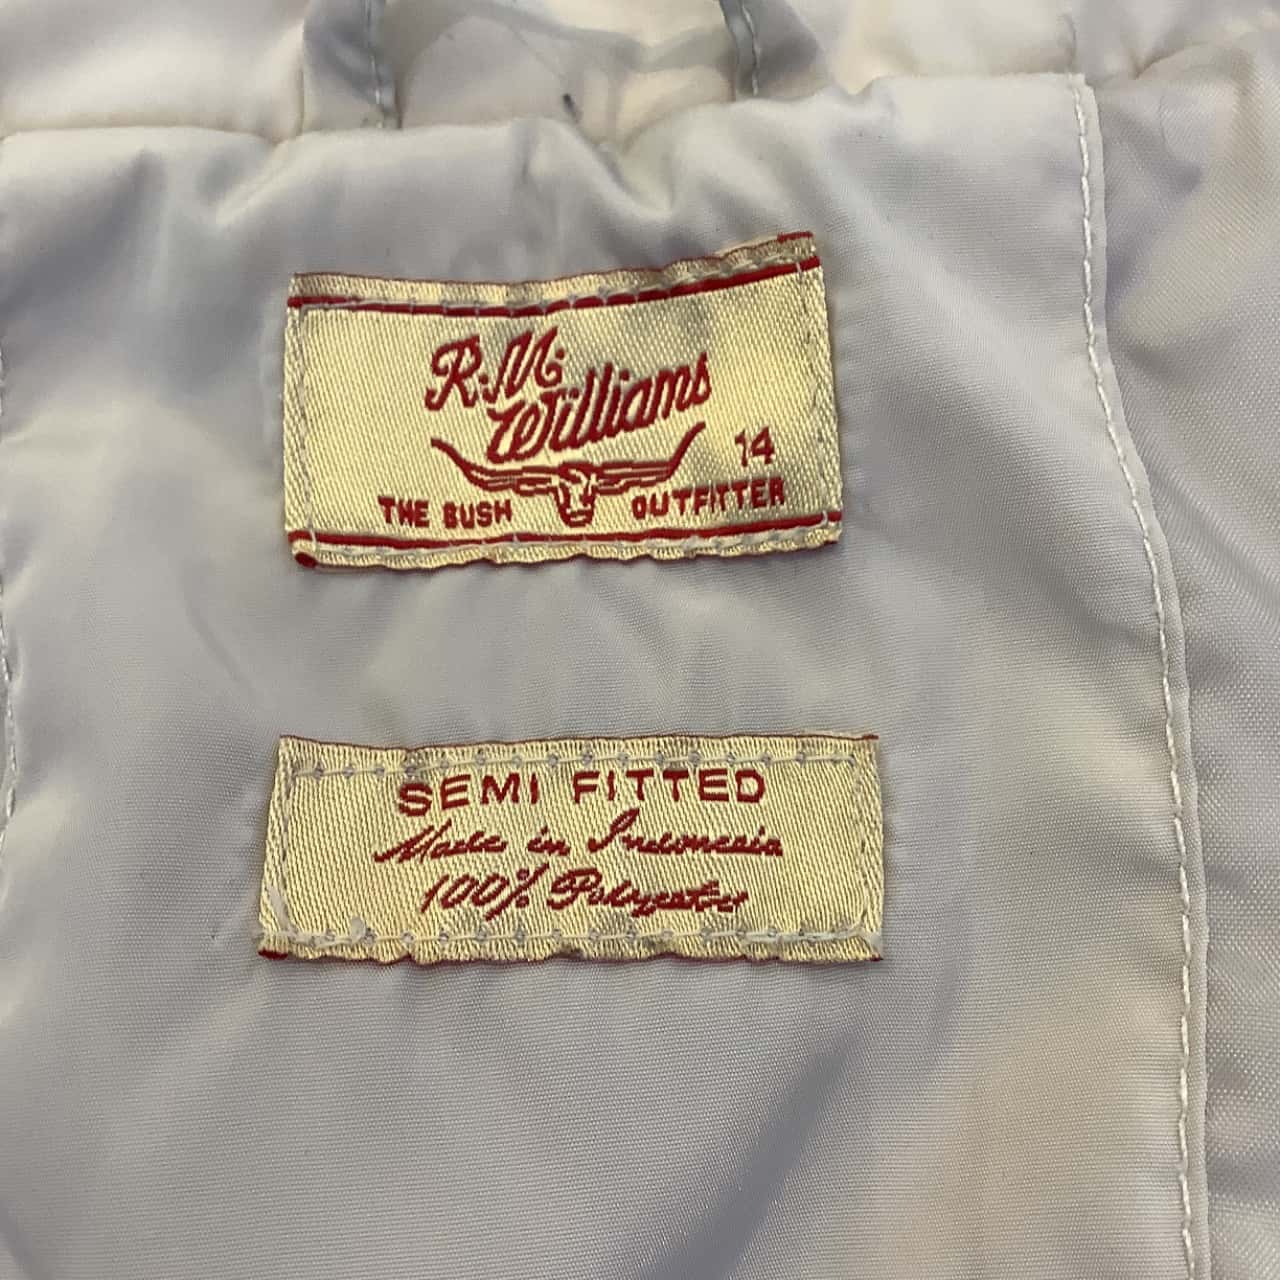 R.M.
Williams
14
THE BUSH OUTFITTER
SEMI FITTED
Made in Indonesia
100% Polyester